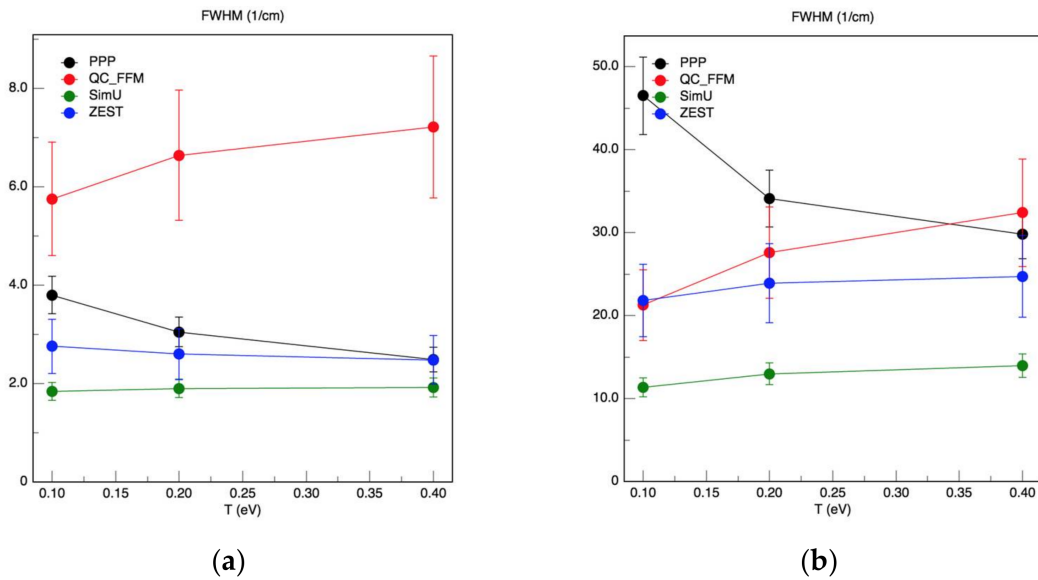 FWHM (1/cm)
PPP
QC_FFM
SimU
ZEST
8.0
6.0
4.0
2.0
0
0.10 0.15 0.20 0.25 0.30 0.35 0.40
T (eV)
(a)
FWHM (1/cm)
PPP
QC_FFM
SimU
ZEST
50.0
40.0
30.0
20.0
10.0
0
0.10 0.15 0.20 0.25 0.30 0.35 0.40
T (eV)
(b)